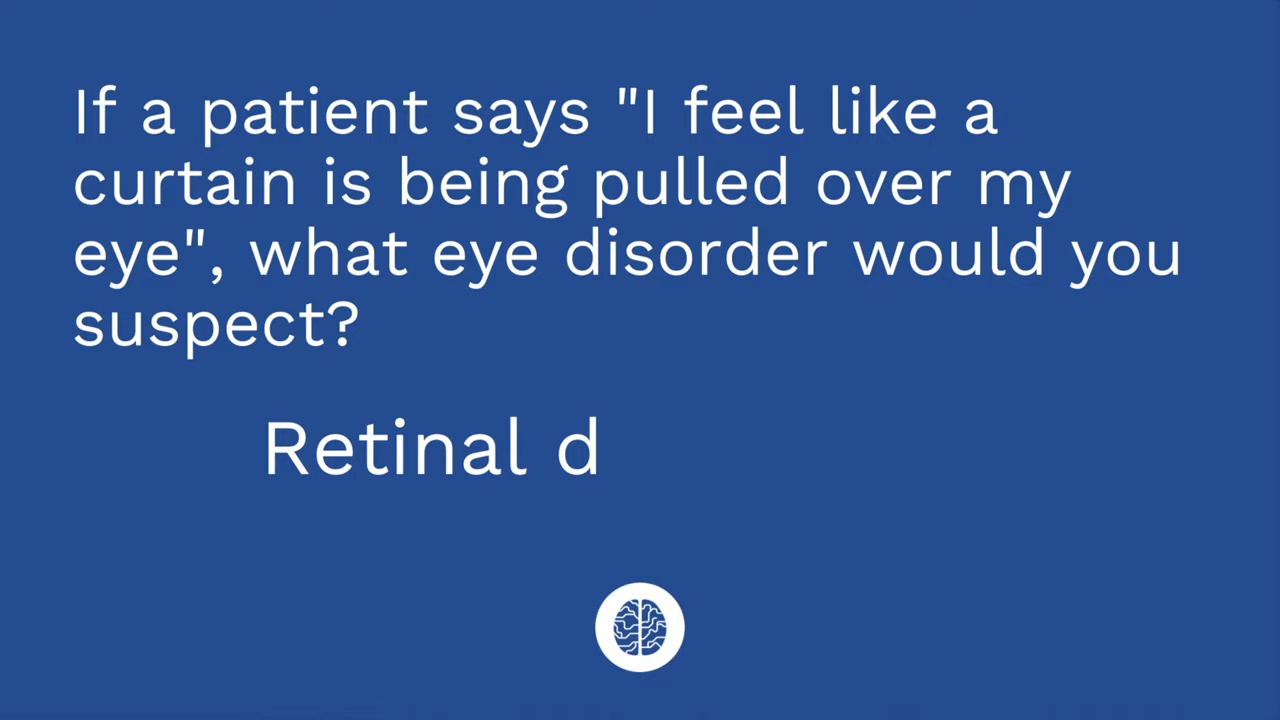 If a patient says "I feel like a
curtain is being pulled over my
eye", what eye disorder would you
suspect?
Retinal d